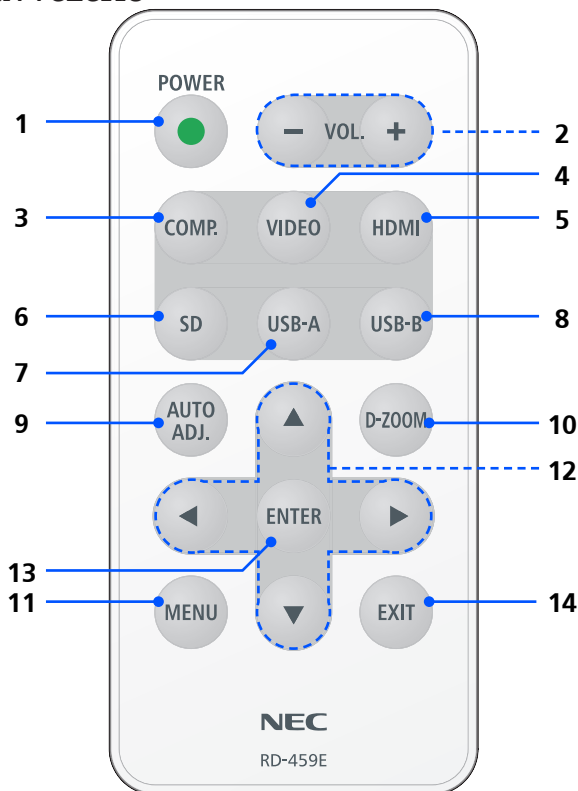 POWER
1
VOL.
2
4
3
COMP.
VIDEO
HDMI
5
6
SD
USB-A
USB-B
8
7
9
AUTO
ADJ.
D-ZOOM
10
12
ENTER
13
11
MENU
EXIT
14
NEC
RD-459E